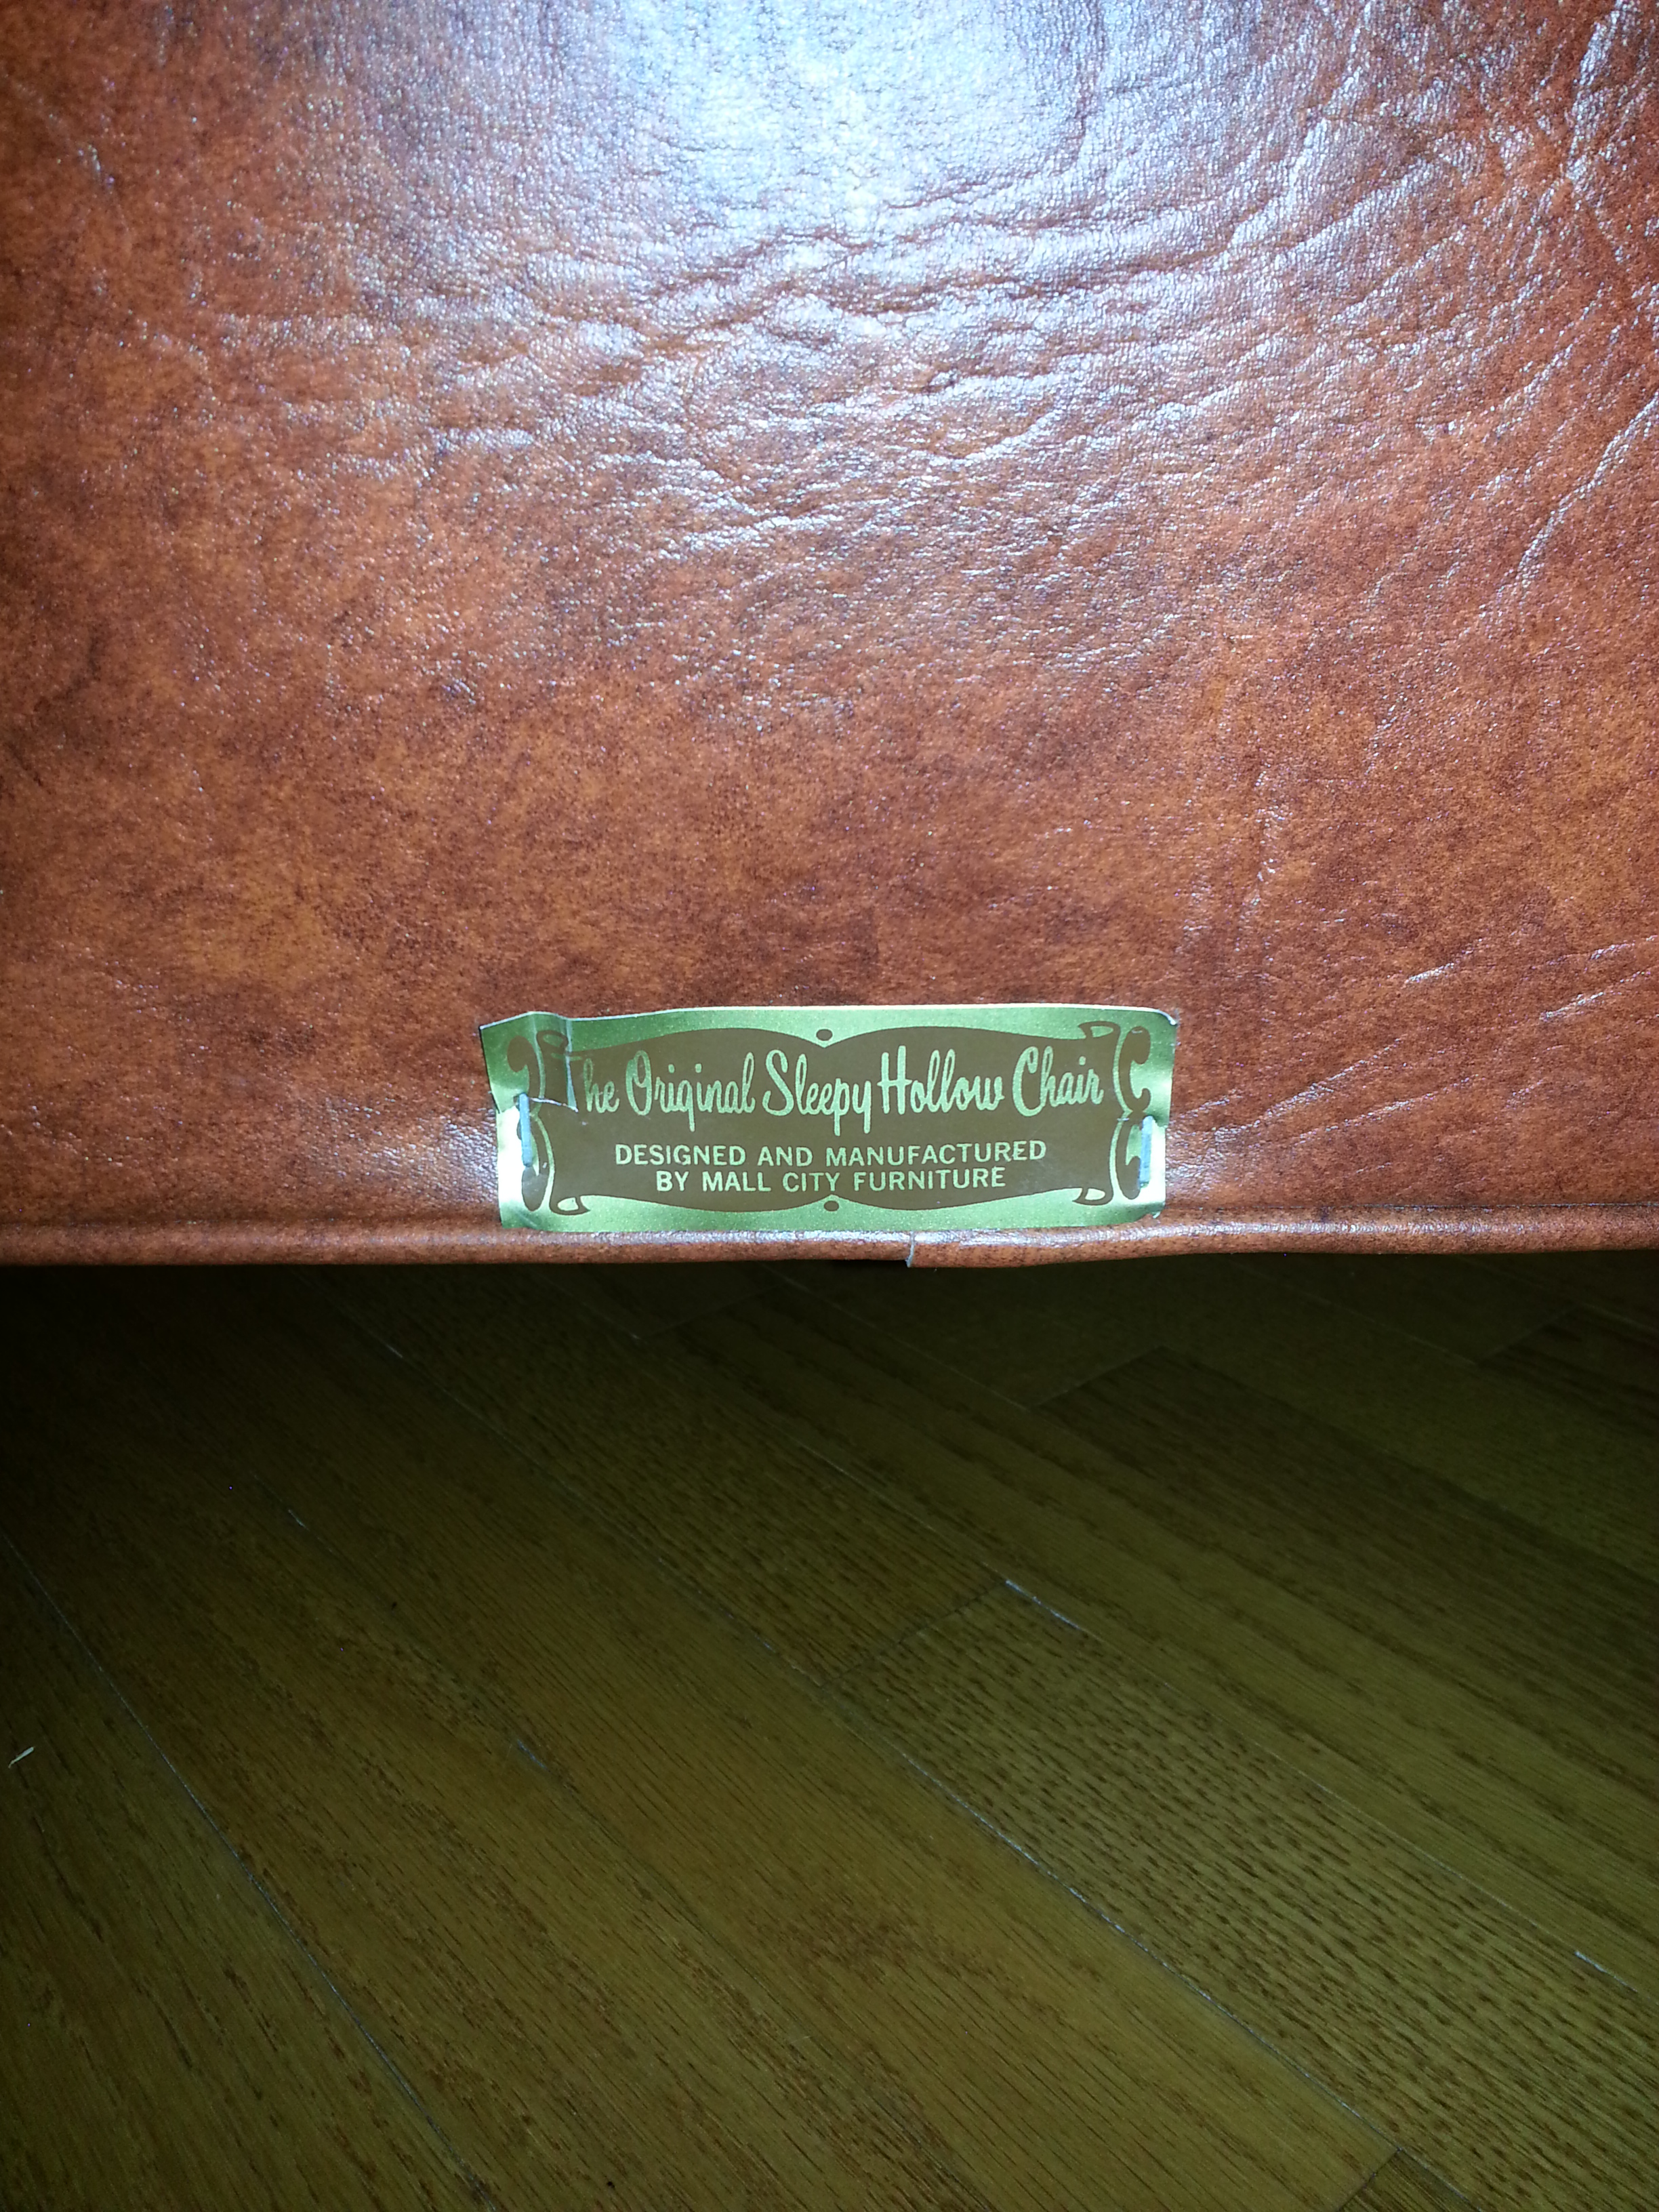 The Original Sleepy Hollow Chair
DESIGNED AND MANUFACTURED
BY MALL CITY FURNITURE